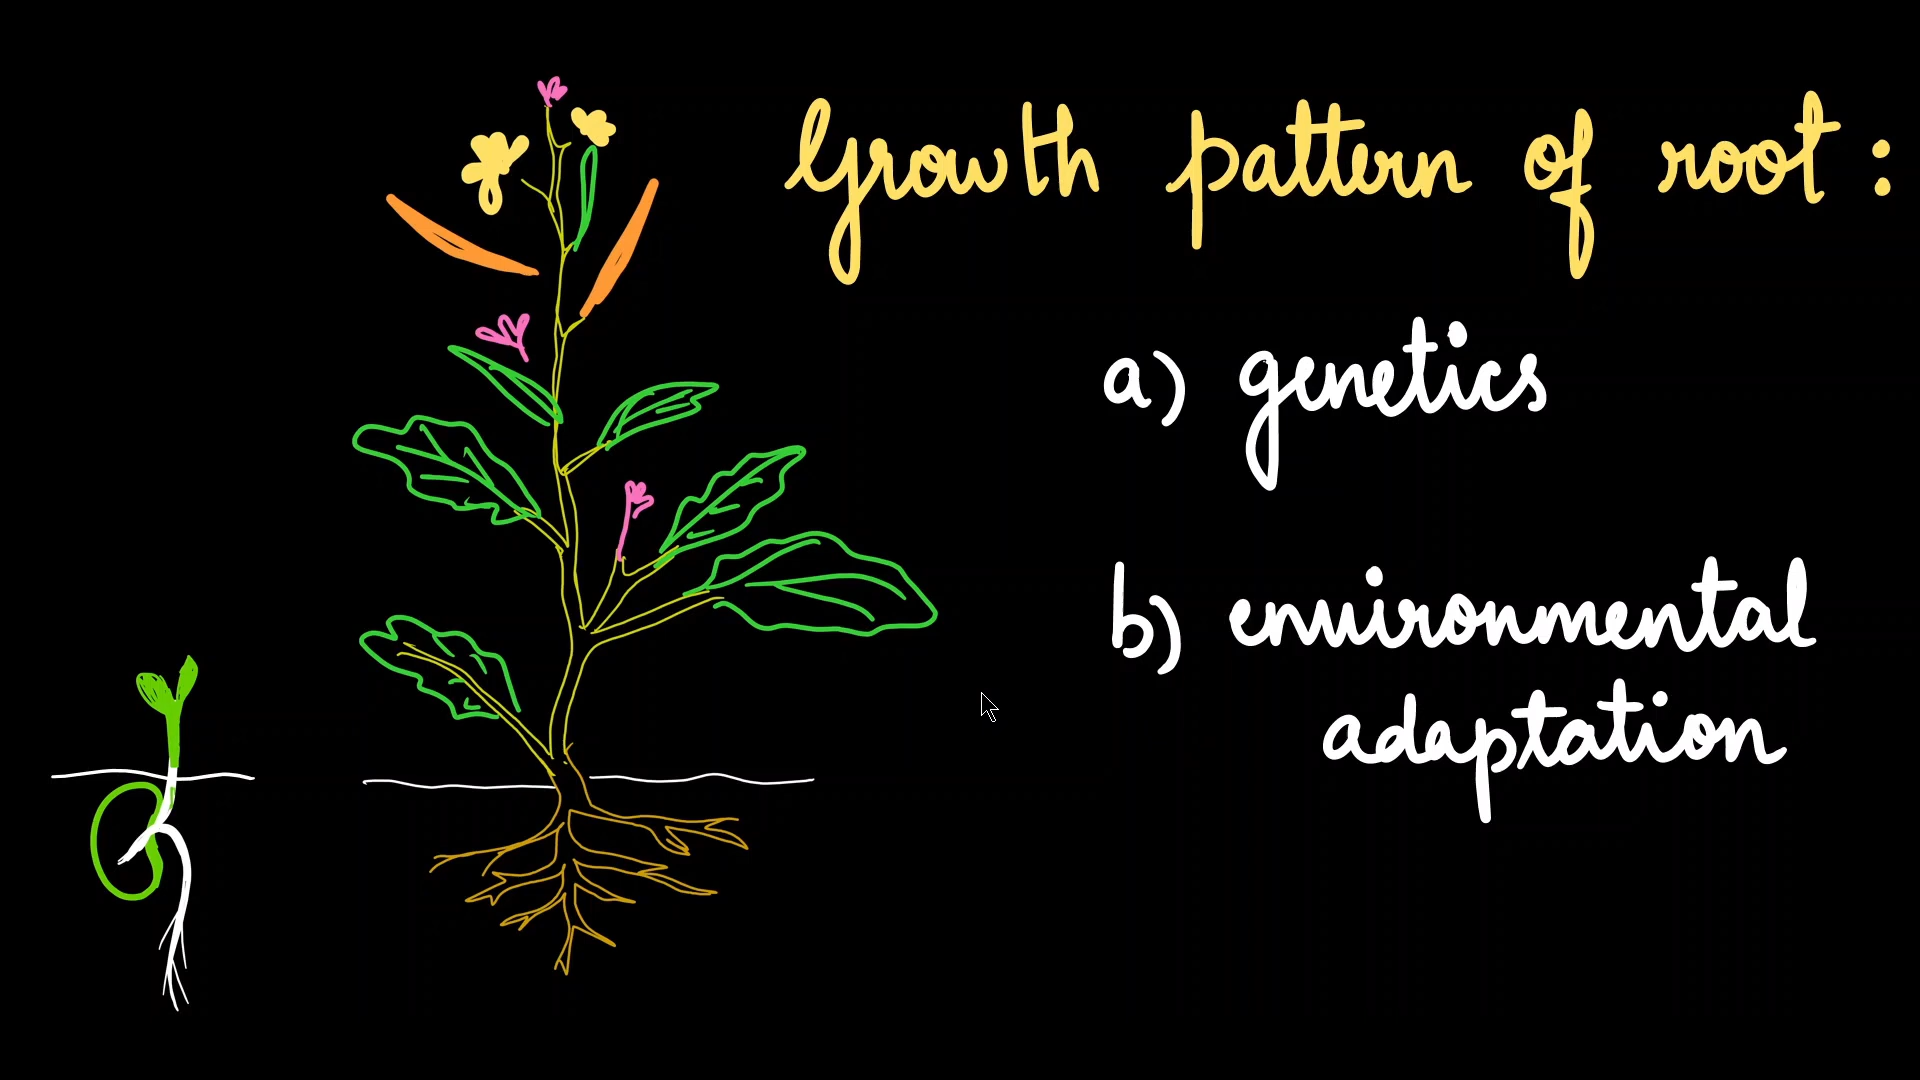 Growth pattern of root :
a) genetics
b) environmental
adaptation